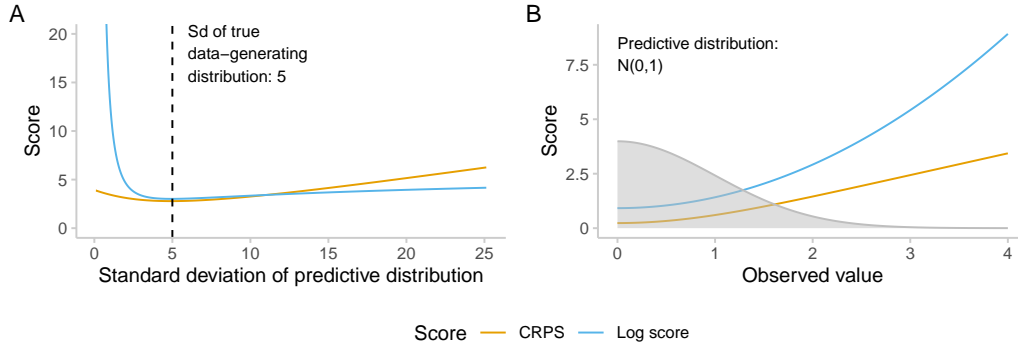 A
Score
20
15
10
5
0
Sd of true
data−generating
distribution: 5
0 5 10 15 20 25
Standard deviation of predictive distribution
B
Score
7.5
5
2.5
0
Predictive distribution:
N(0,1)
0 1 2 3 4
Observed value
Score CRPS Log score